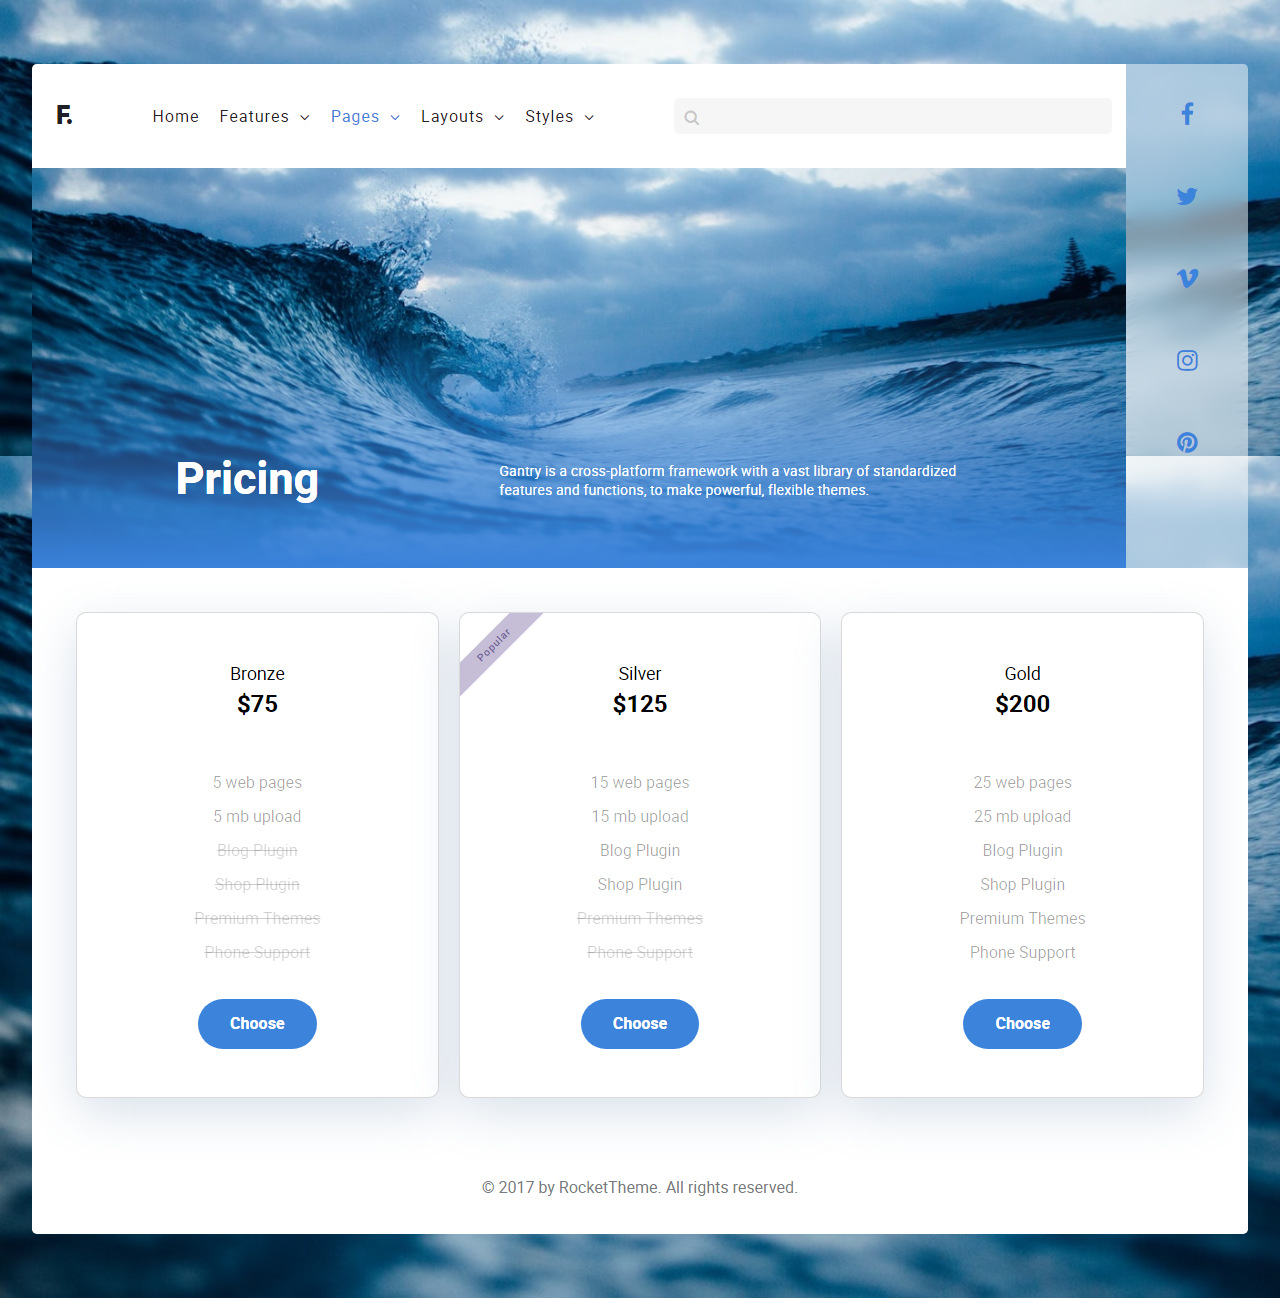 F.
Home Features Pages Layouts Styles
Pricing
Gantry is a cross-platform framework with a vast library of standardized
features and functions, to make powerful, flexible themes.
Bronze
$75
5 web pages
5 mb upload
Blog Plugin
Shop Plugin
Premium Themes
Phone Support
Choose
Popular
Silver
$125
15 web pages
15 mb upload
Blog Plugin
Shop Plugin
Premium Themes
Phone Support
Choose
Gold
$200
25 web pages
25 mb upload
Blog Plugin
Shop Plugin
Premium Themes
Phone Support
Choose
© 2017 by RocketTheme. All rights reserved.